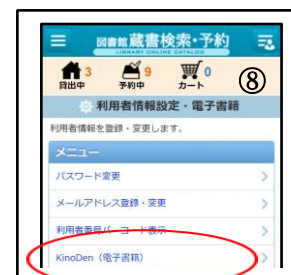 図書館蔵書検索・予約
LIBRARY ONLINE CATALOG
3 9 0
貸出中 予約中 カート
⑧
利用者情報設定・電子書籍
利用者情報を登録・変更します。
メニュー
パスワード変更
メールアドレス登録・変更
利用者番号バーコード表示
KinoDen（電子書籍）